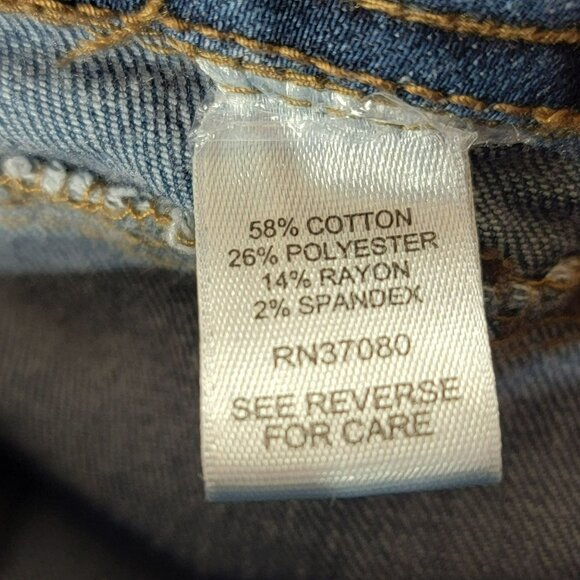 58% COTTON
26% POLYESTER
14% RAYON
2% SPANDEX
RN37080
SEE REVERSE
FOR CARE